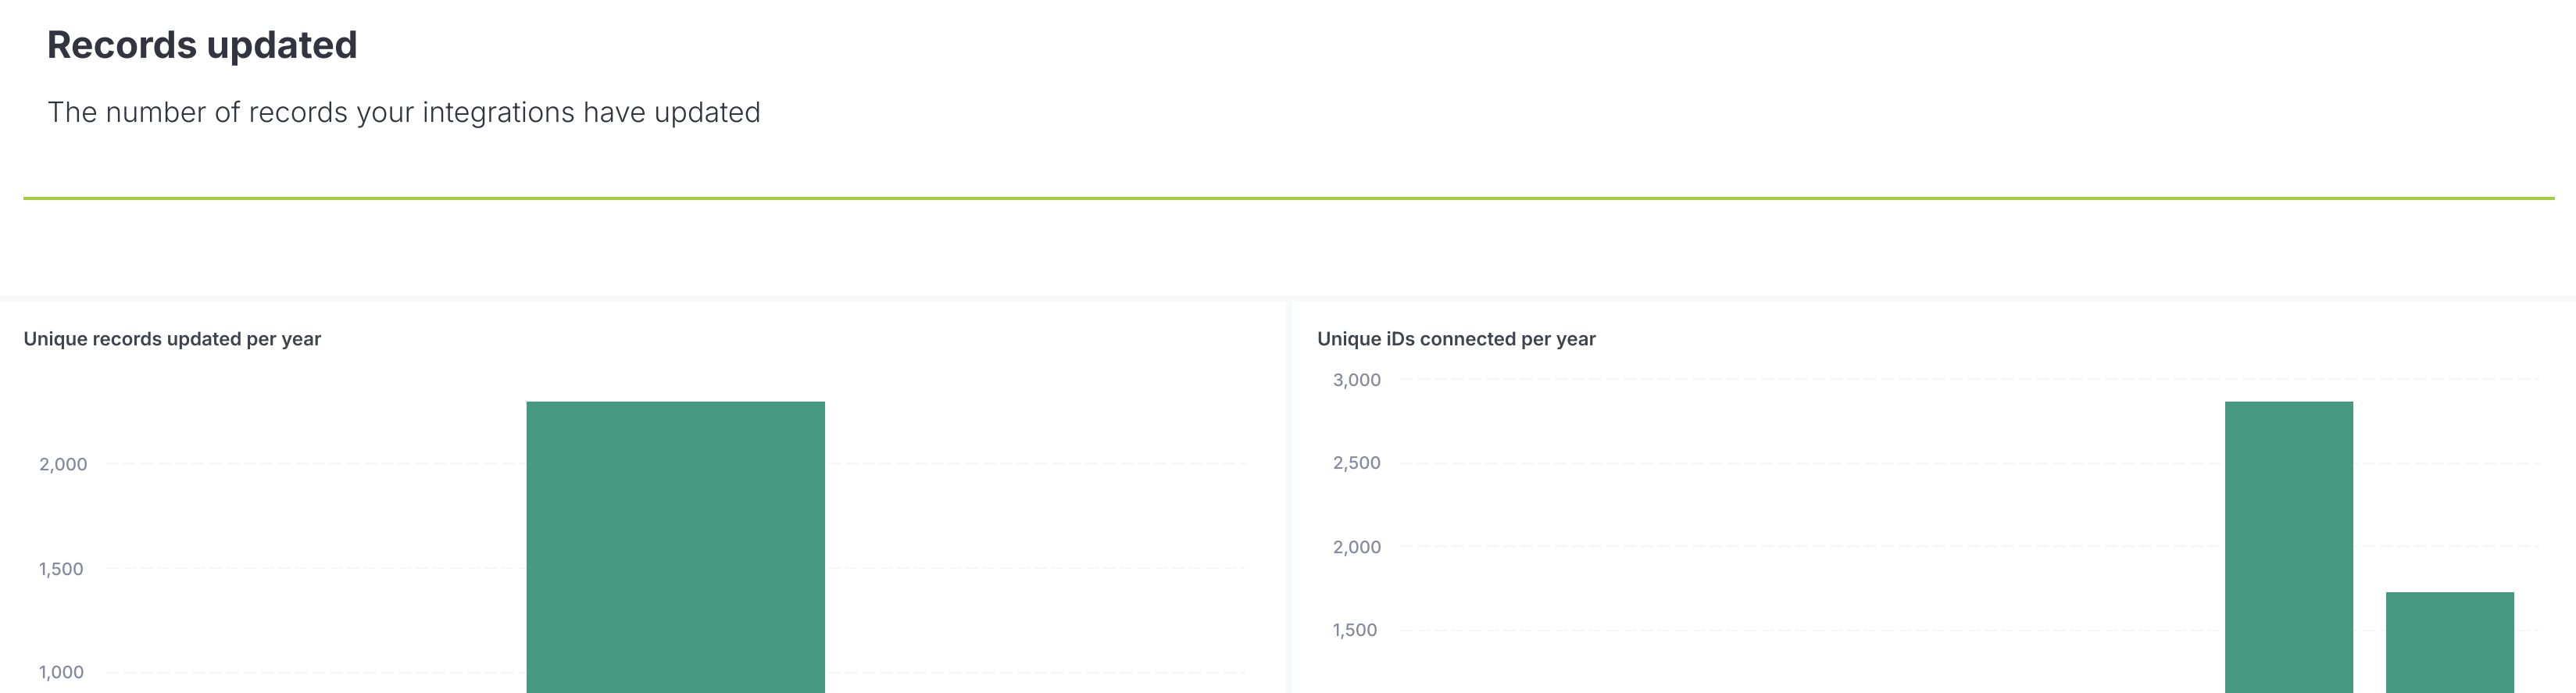 Records updated
The number of records your integrations have updated
Unique records updated per year
2,000
1,500
1,000
Unique iDs connected per year
3,000
2,500
2,000
1,500